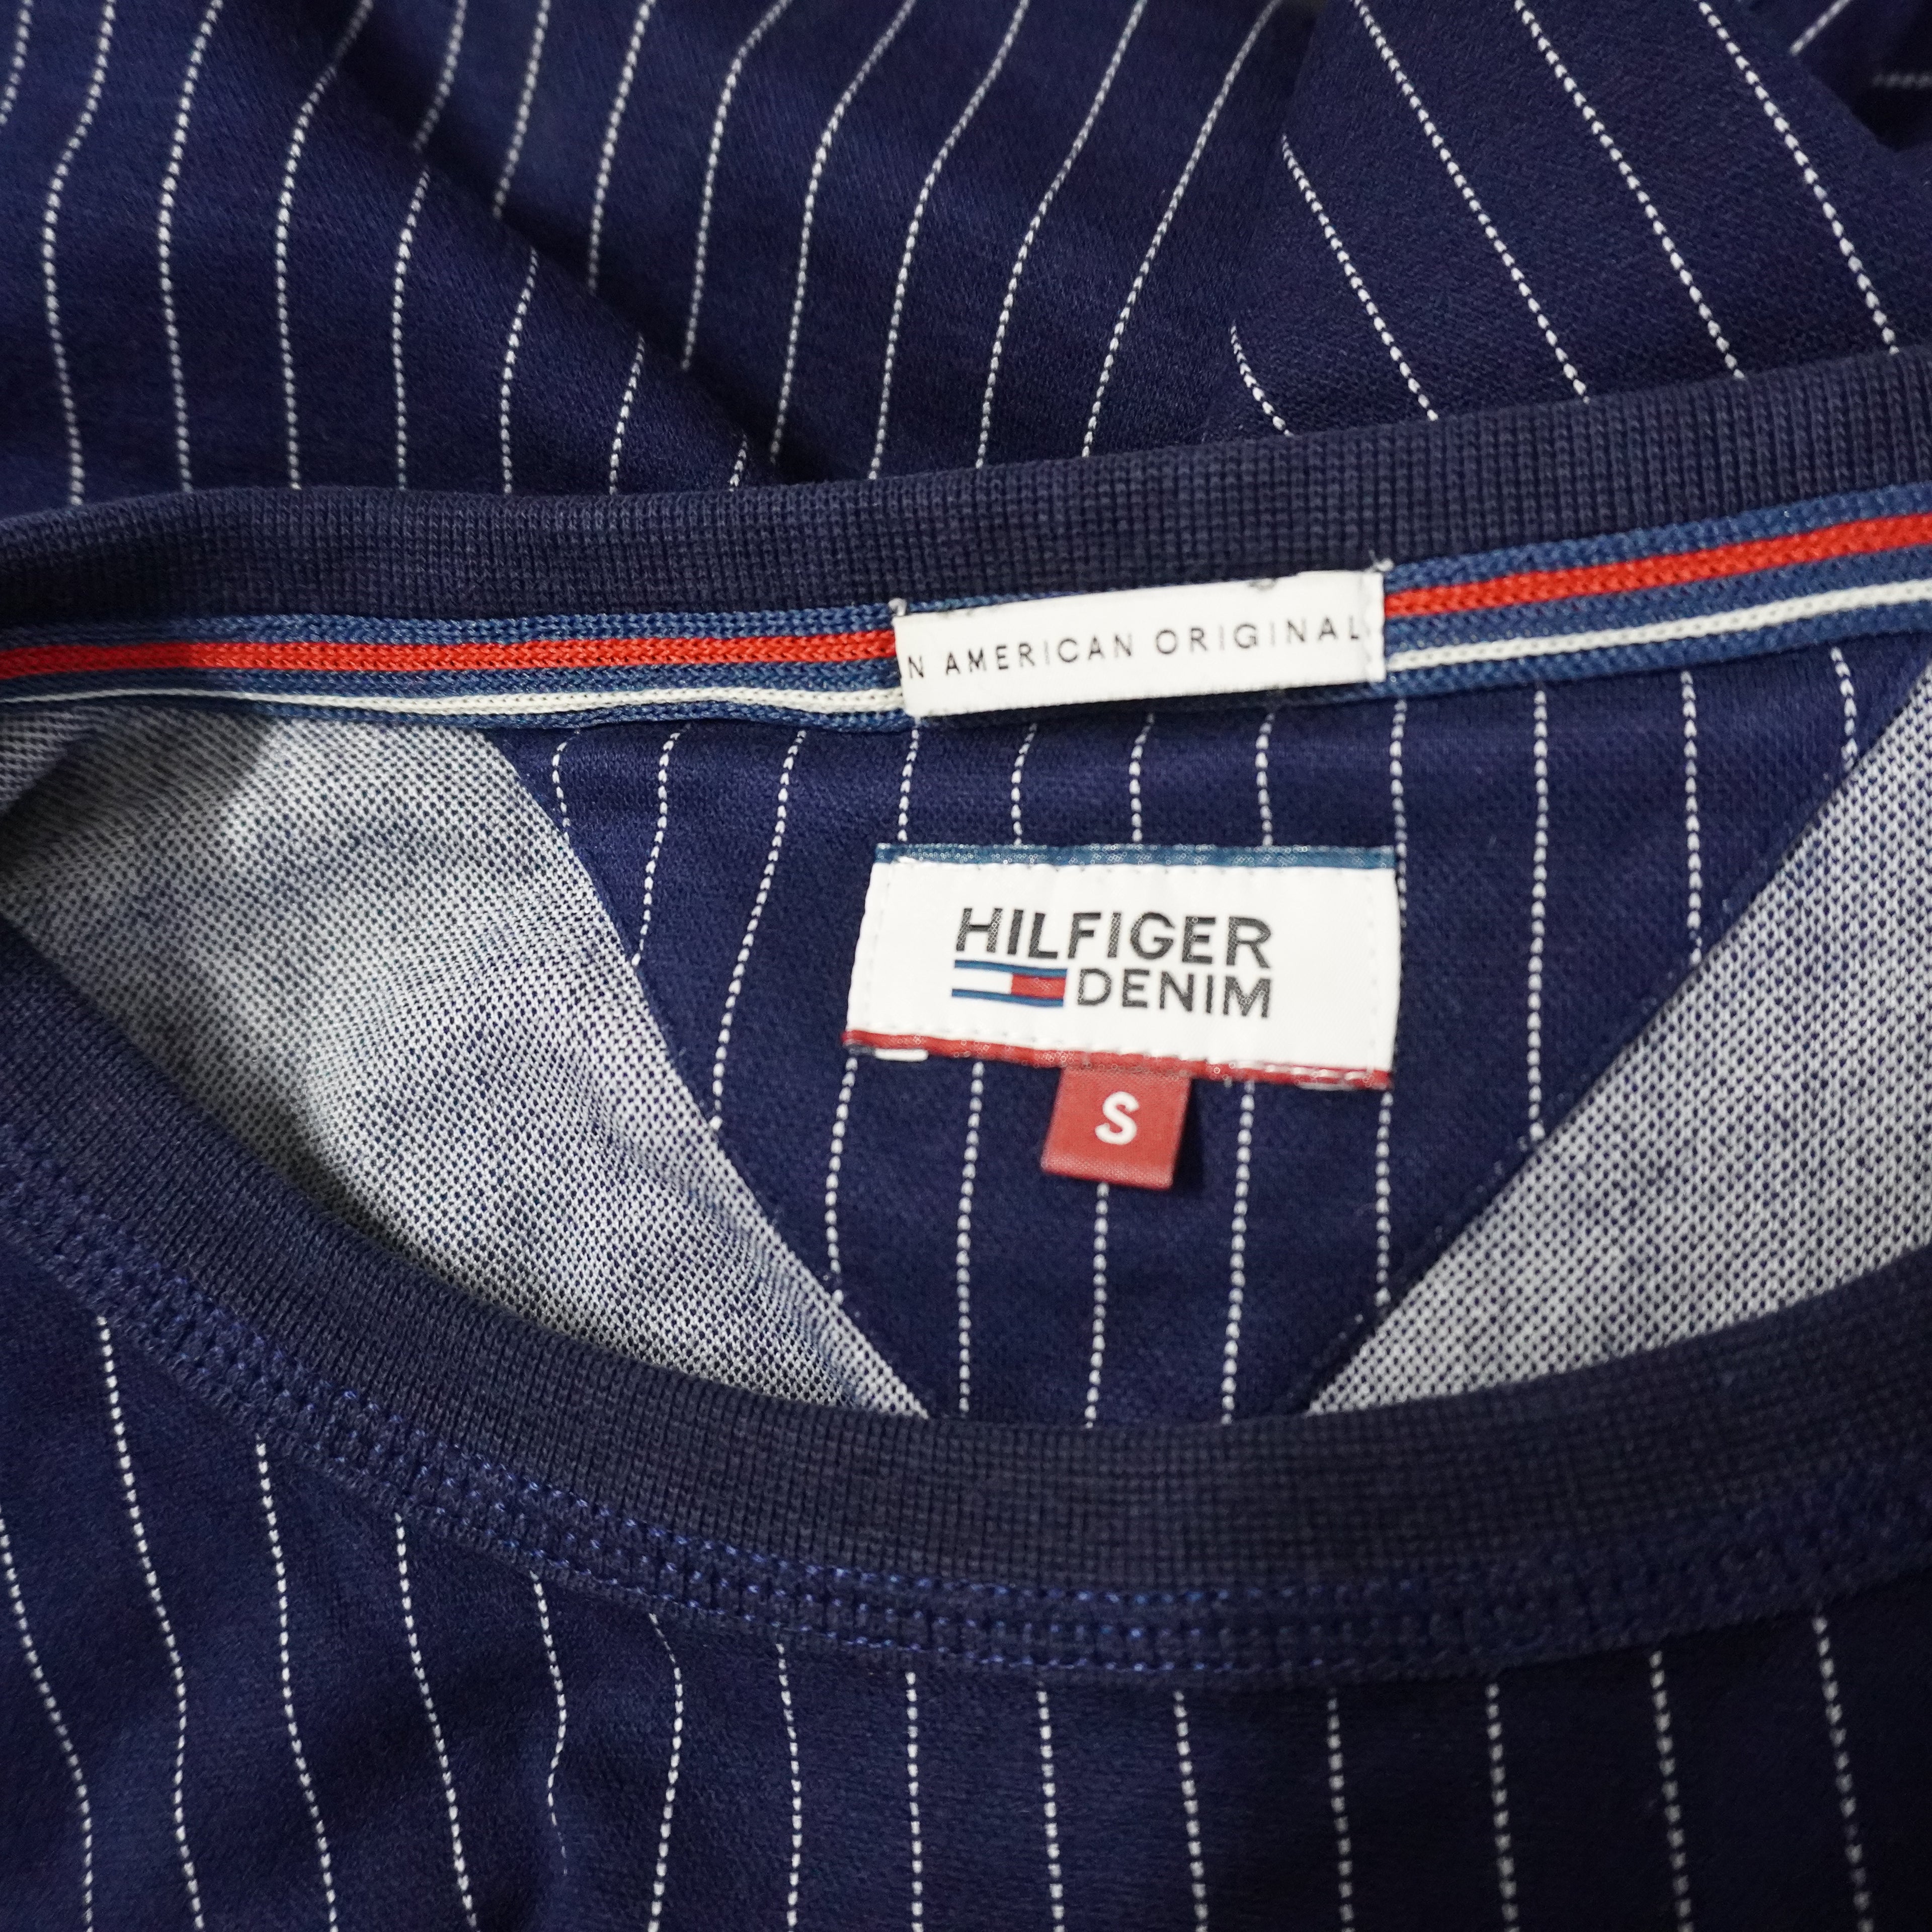 N AMERICAN ORIGINAL
HILFIGER
DENIM
S